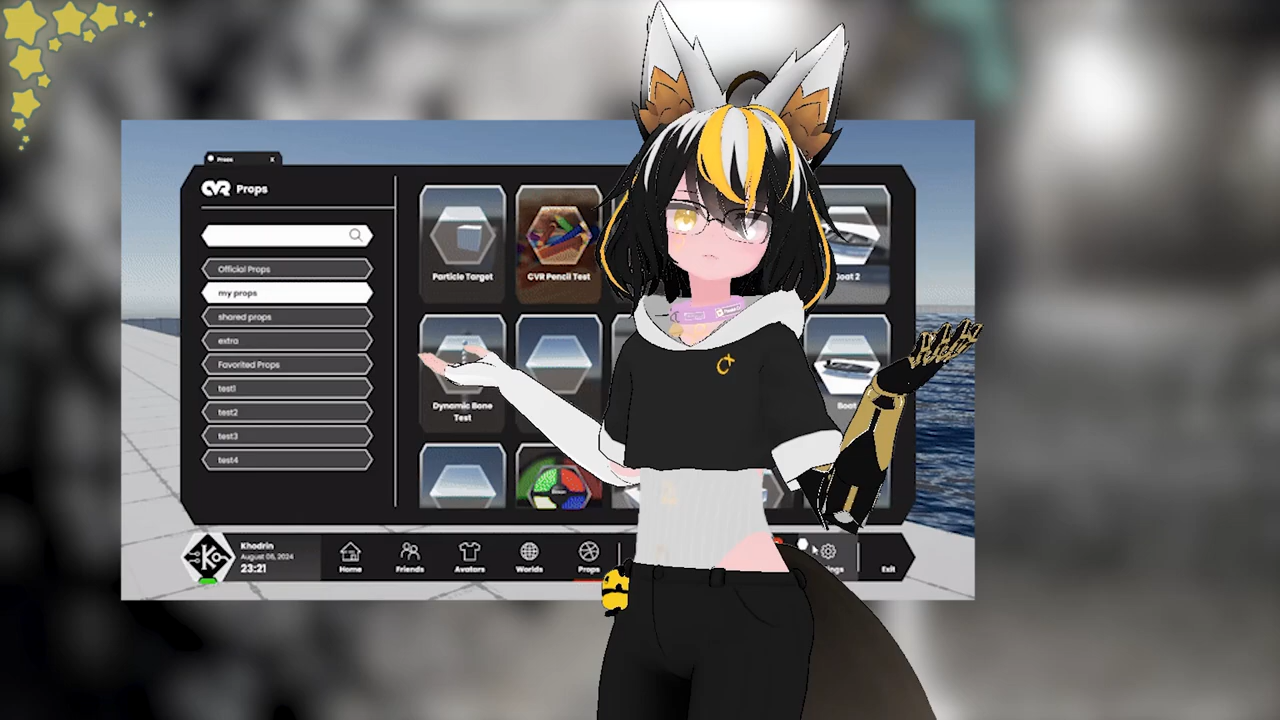 Props x
CVR Props
Official Props
my props
shared props
extra
Favorited Props
test1
test2
test3
test4
Particle Target
CVR Pencil Test
oat 2
Dynamic Bone
Test
Boat
Khodrin
August 06, 2024
23:21
Home
Friends
Avatars
Worlds
Props
ngs
Exit